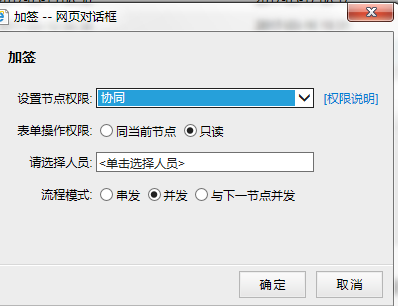 加签 -- 网页对话框
加签
设置节点权限: 协同 [权限说明]
表单操作权限: 同当前节点 只读
请选择人员: <单击选择人员>
流程模式: 串发 并发 与下一节点并发
确定 取消